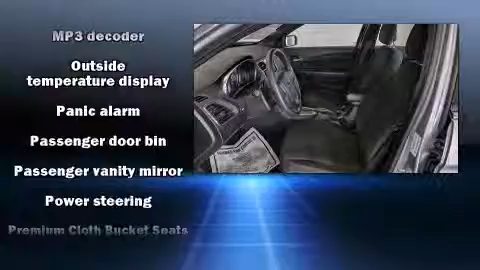 MP3 decoder
Outside
temperature display
Panic alarm
Passenger door bin
Passenger vanity mirror
Power steering
Premium Cloth Bucket Seats